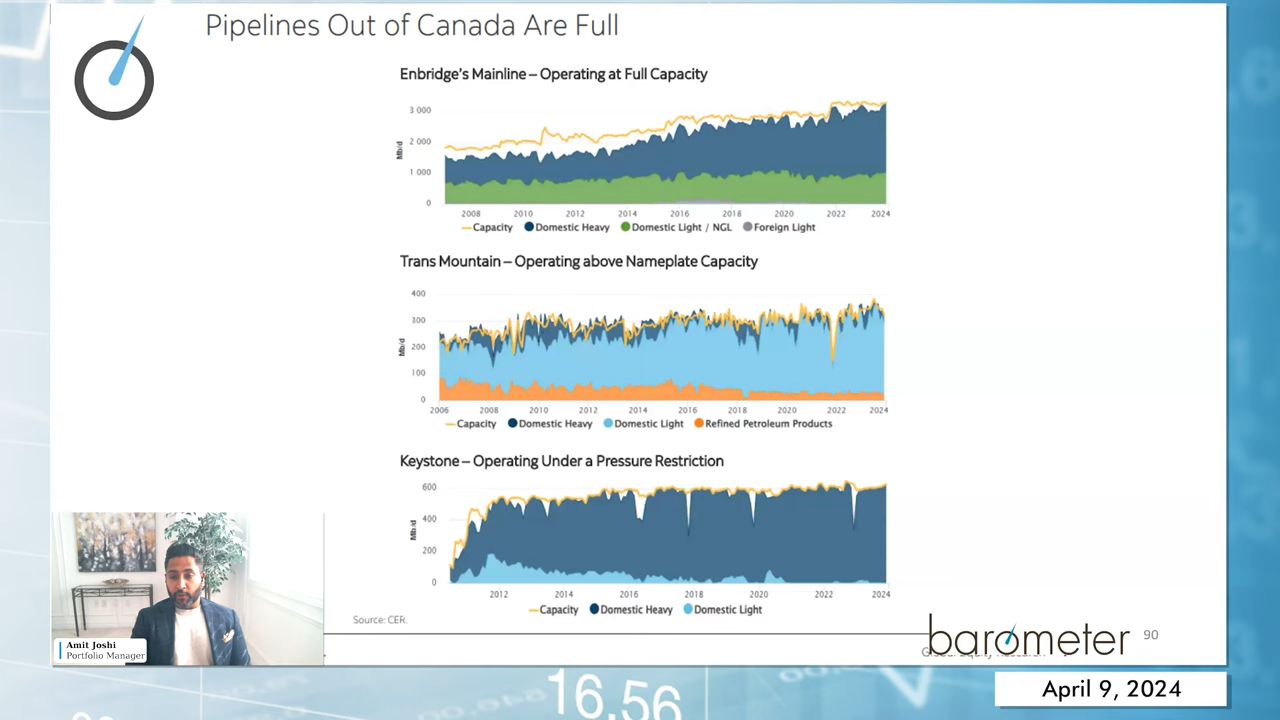 Pipelines Out of Canada Are Full
Enbridge's Mainline – Operating at Full Capacity
3 000
2 000
1 000
0
Mb/d
2008 2010 2012 2014 2016 2018 2020 2022 2024
Capacity Domestic Heavy Domestic Light / NGL Foreign Light
Trans Mountain – Operating above Nameplate Capacity
400
300
200
100
0
Mb/d
2006 2008 2010 2012 2014 2016 2018 2020 2022 2024
Capacity Domestic Heavy Domestic Light Refined Petroleum Products
Keystone – Operating Under a Pressure Restriction
600
400
200
0
Mb/d
2012 2014 2016 2018 2020 2022 2024
Capacity Domestic Heavy Domestic Light
Source: CER.
Amit Joshi
Portfolio Manager
barometer
90
April 9, 2024
16.56